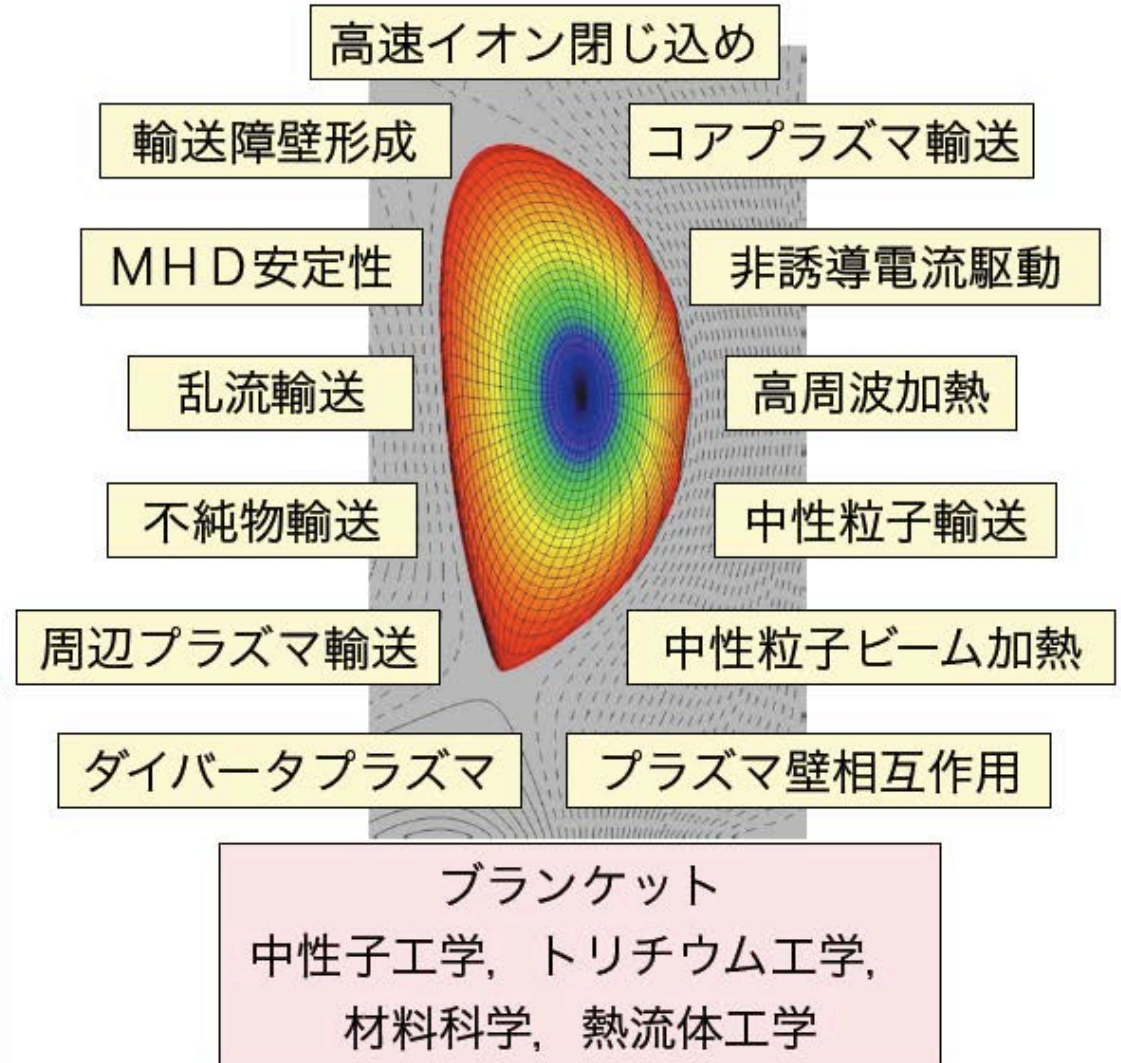 高速イオン閉じ込め
輸送障壁形成
コアプラズマ輸送
ＭＨＤ安定性
非誘導電流駆動
乱流輸送
高周波加熱
不純物輸送
中性粒子輸送
周辺プラズマ輸送
中性粒子ビーム加熱
ダイバータプラズマ
プラズマ壁相互作用
ブランケット
中性子工学，トリチウム工学，
材料科学，熱流体工学